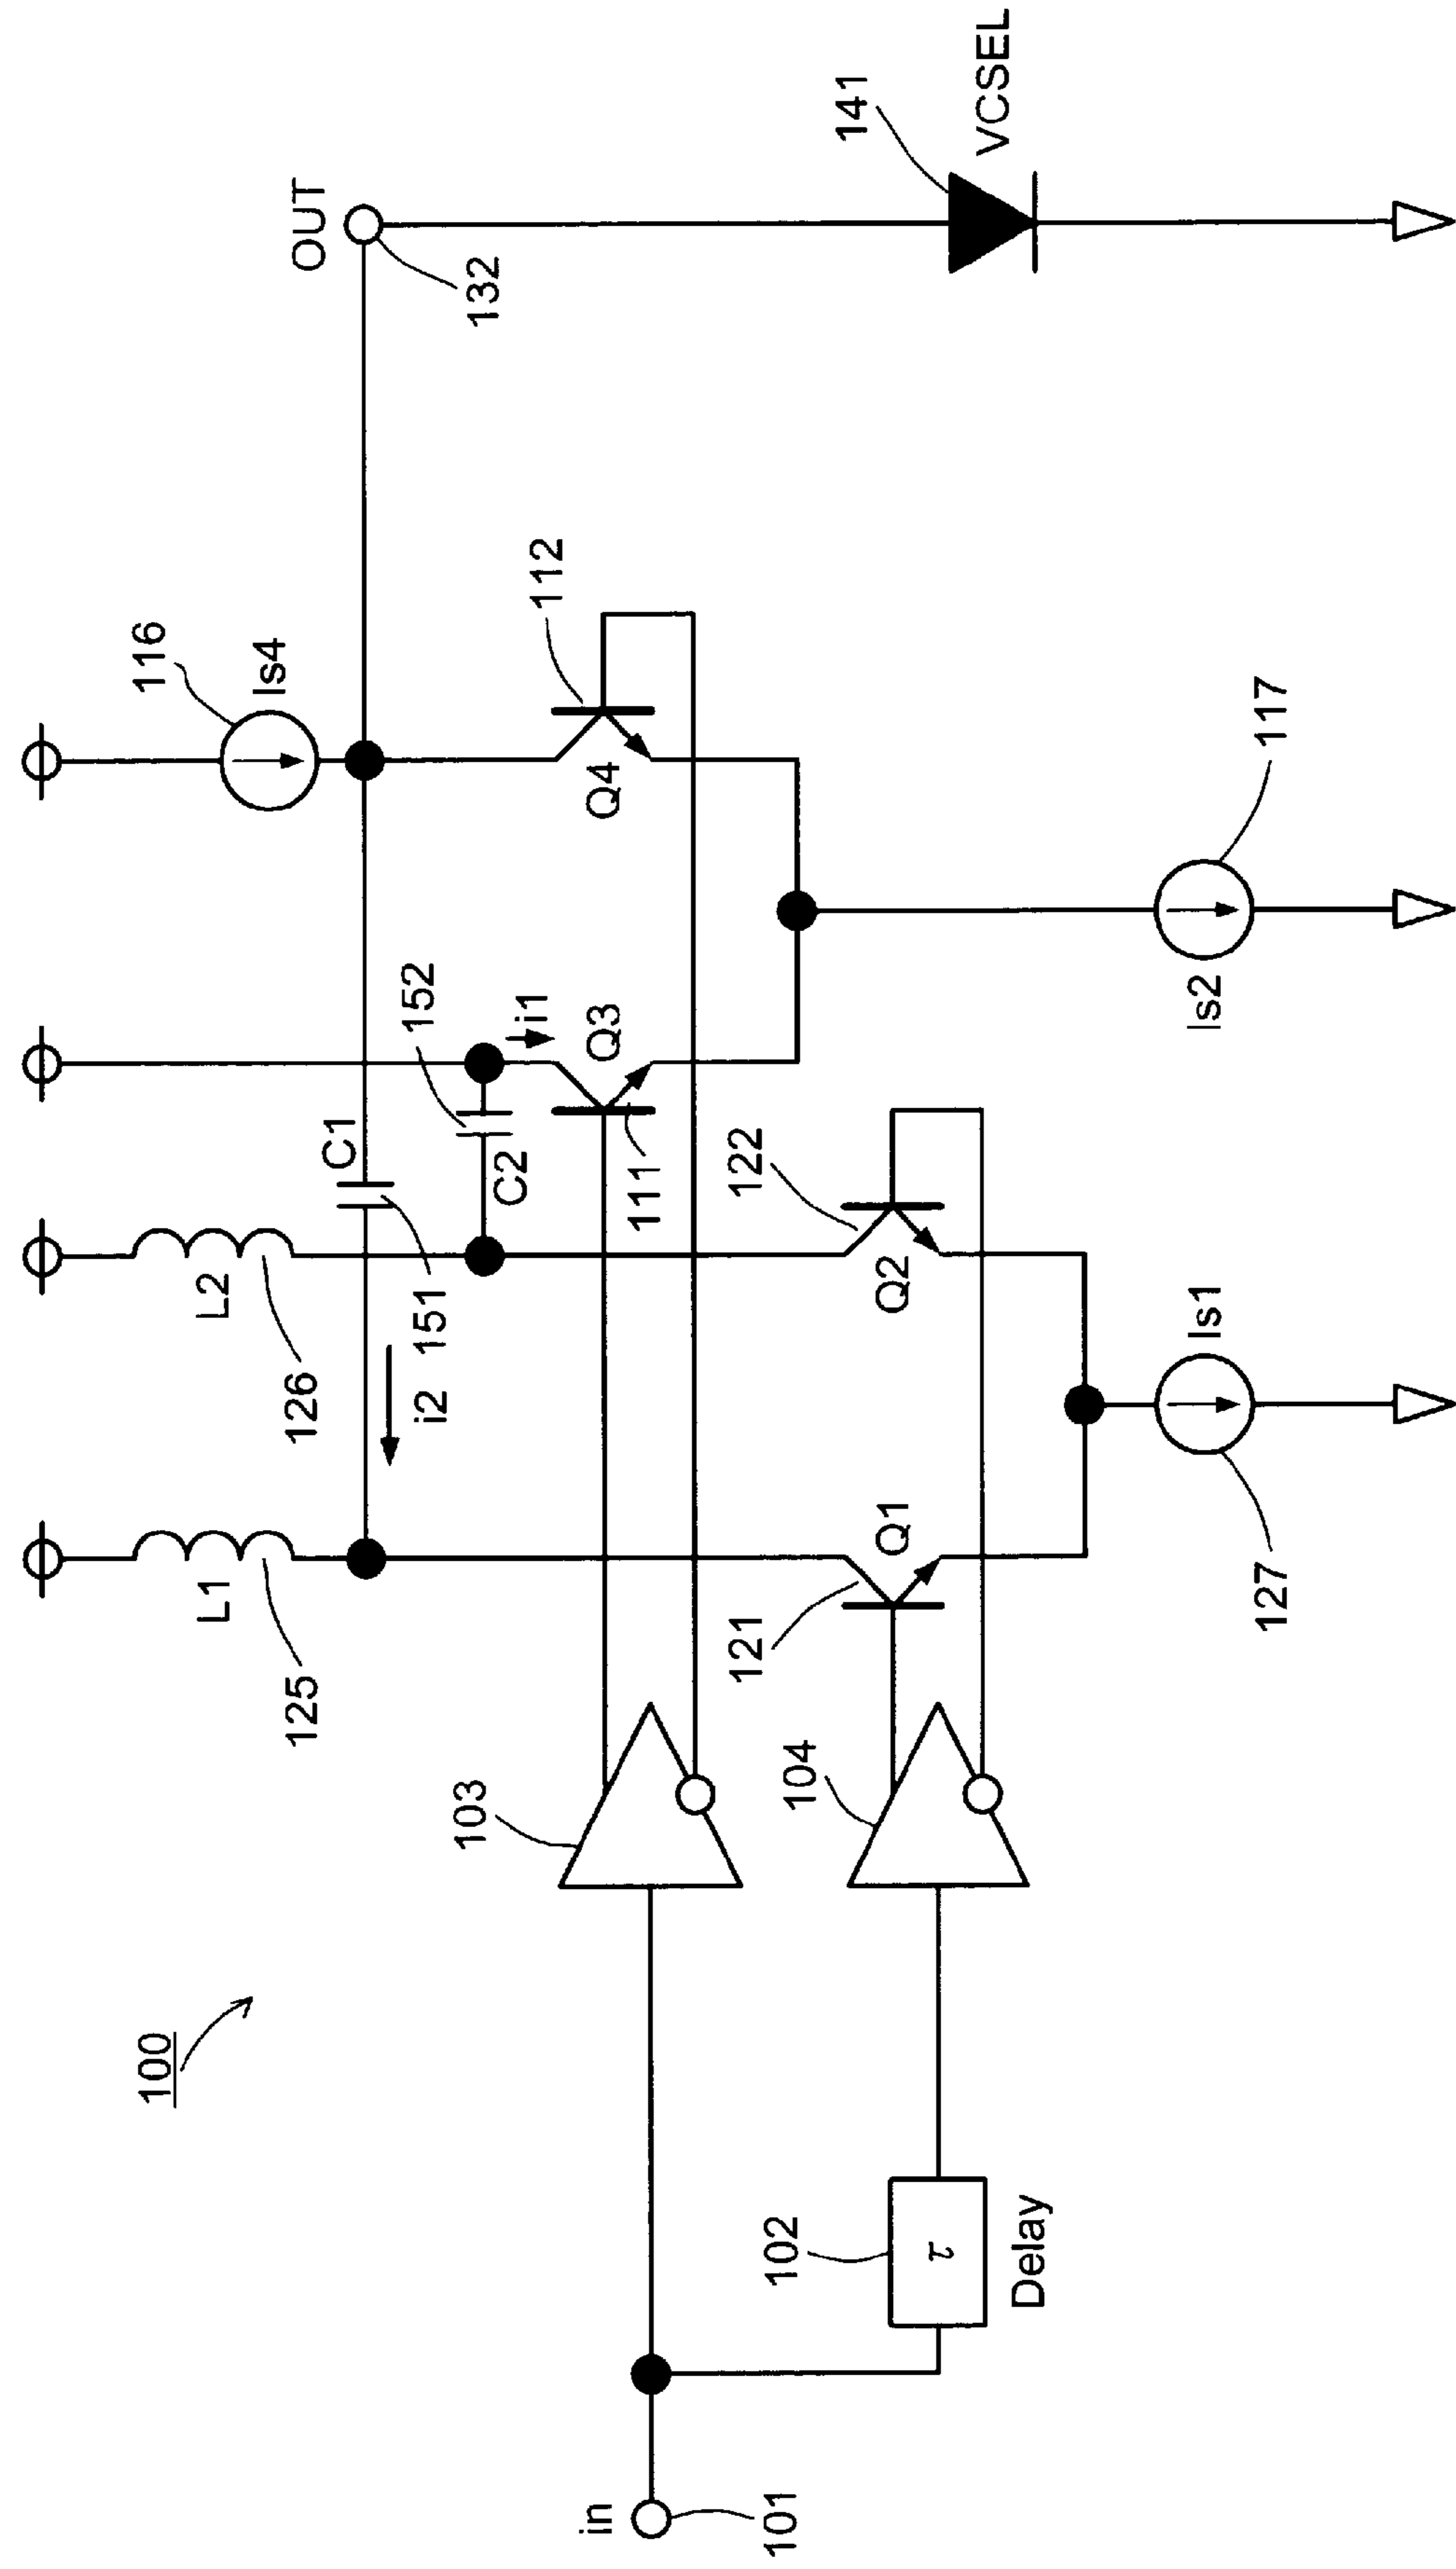 100
in
101
102
τ
Delay
103
104
L1
125
L2
126
C1
151
i2
C2
152
i1
Q3
111
Q4
112
116
Is4
OUT
132
141
VCSEL
121
Q1
122
Q2
Is1
127
Is2
117